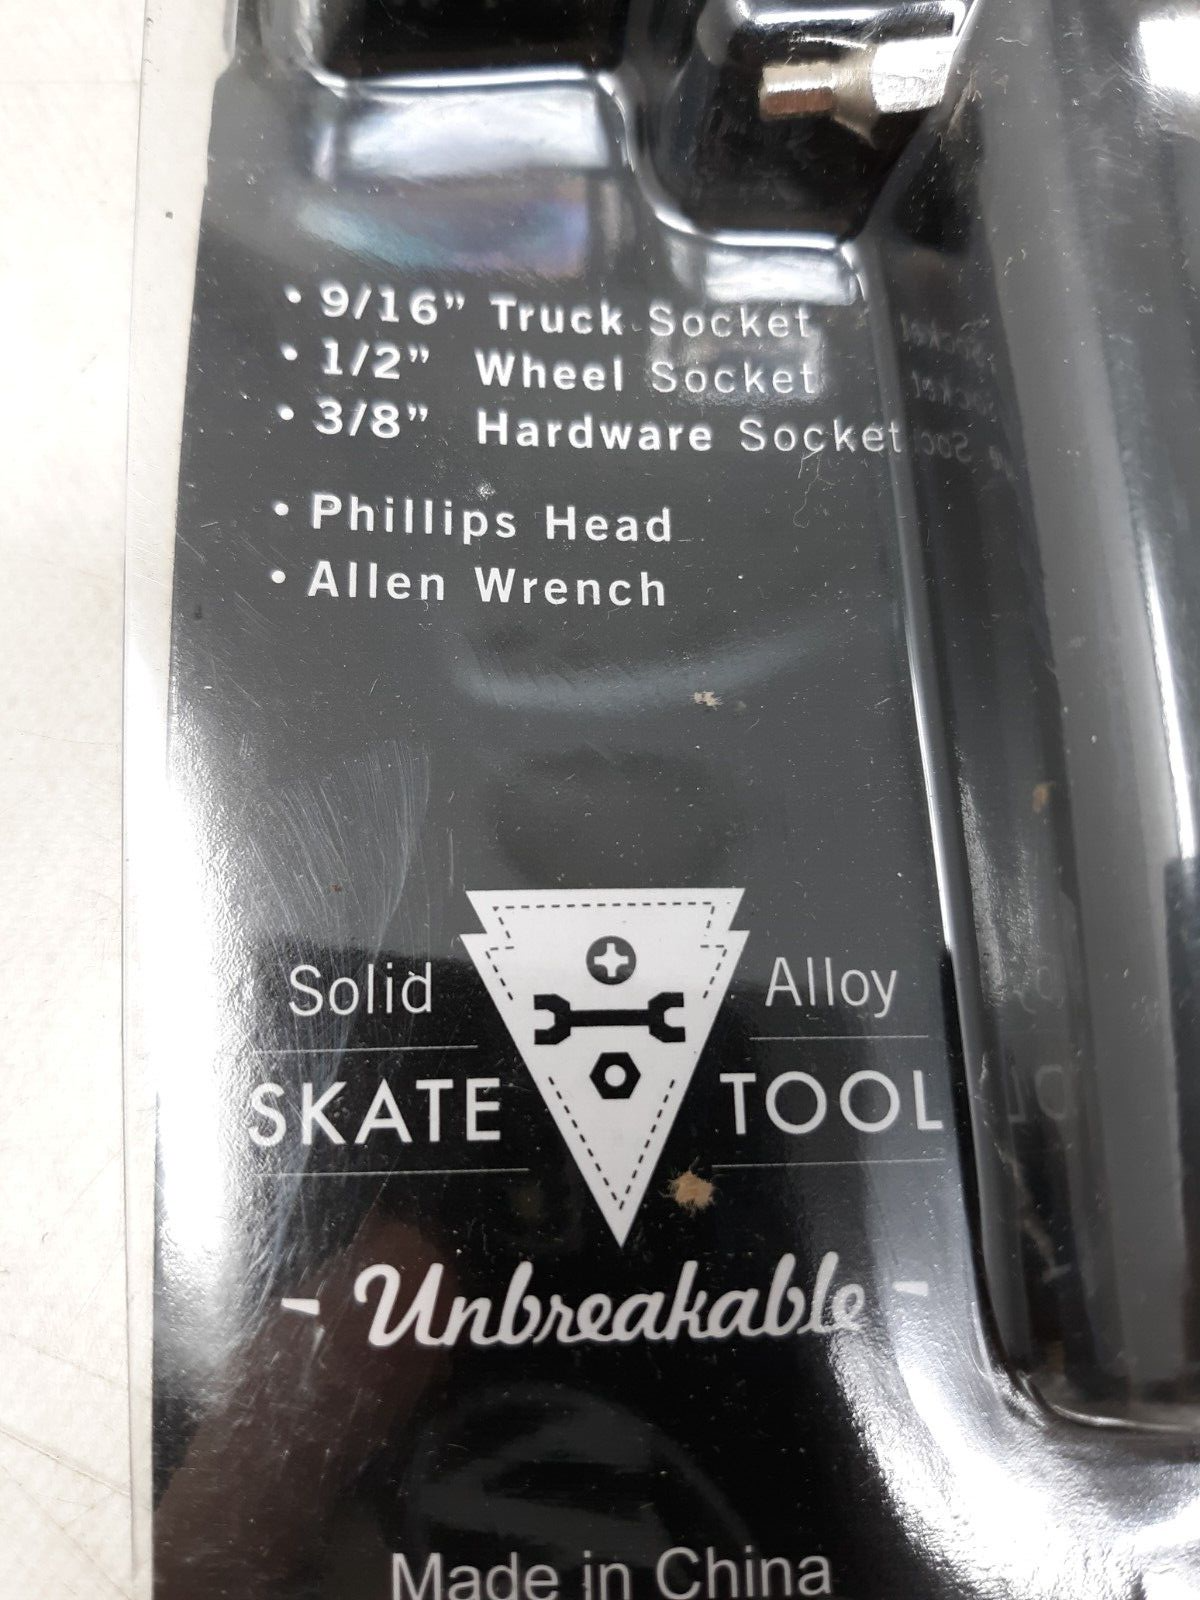 • 9/16” Truck Socket
• 1/2” Wheel Socket
• 3/8” Hardware Socket
• Phillips Head
• Allen Wrench
Solid Alloy
SKATE TOOL
- Unbreakable -
Made in China